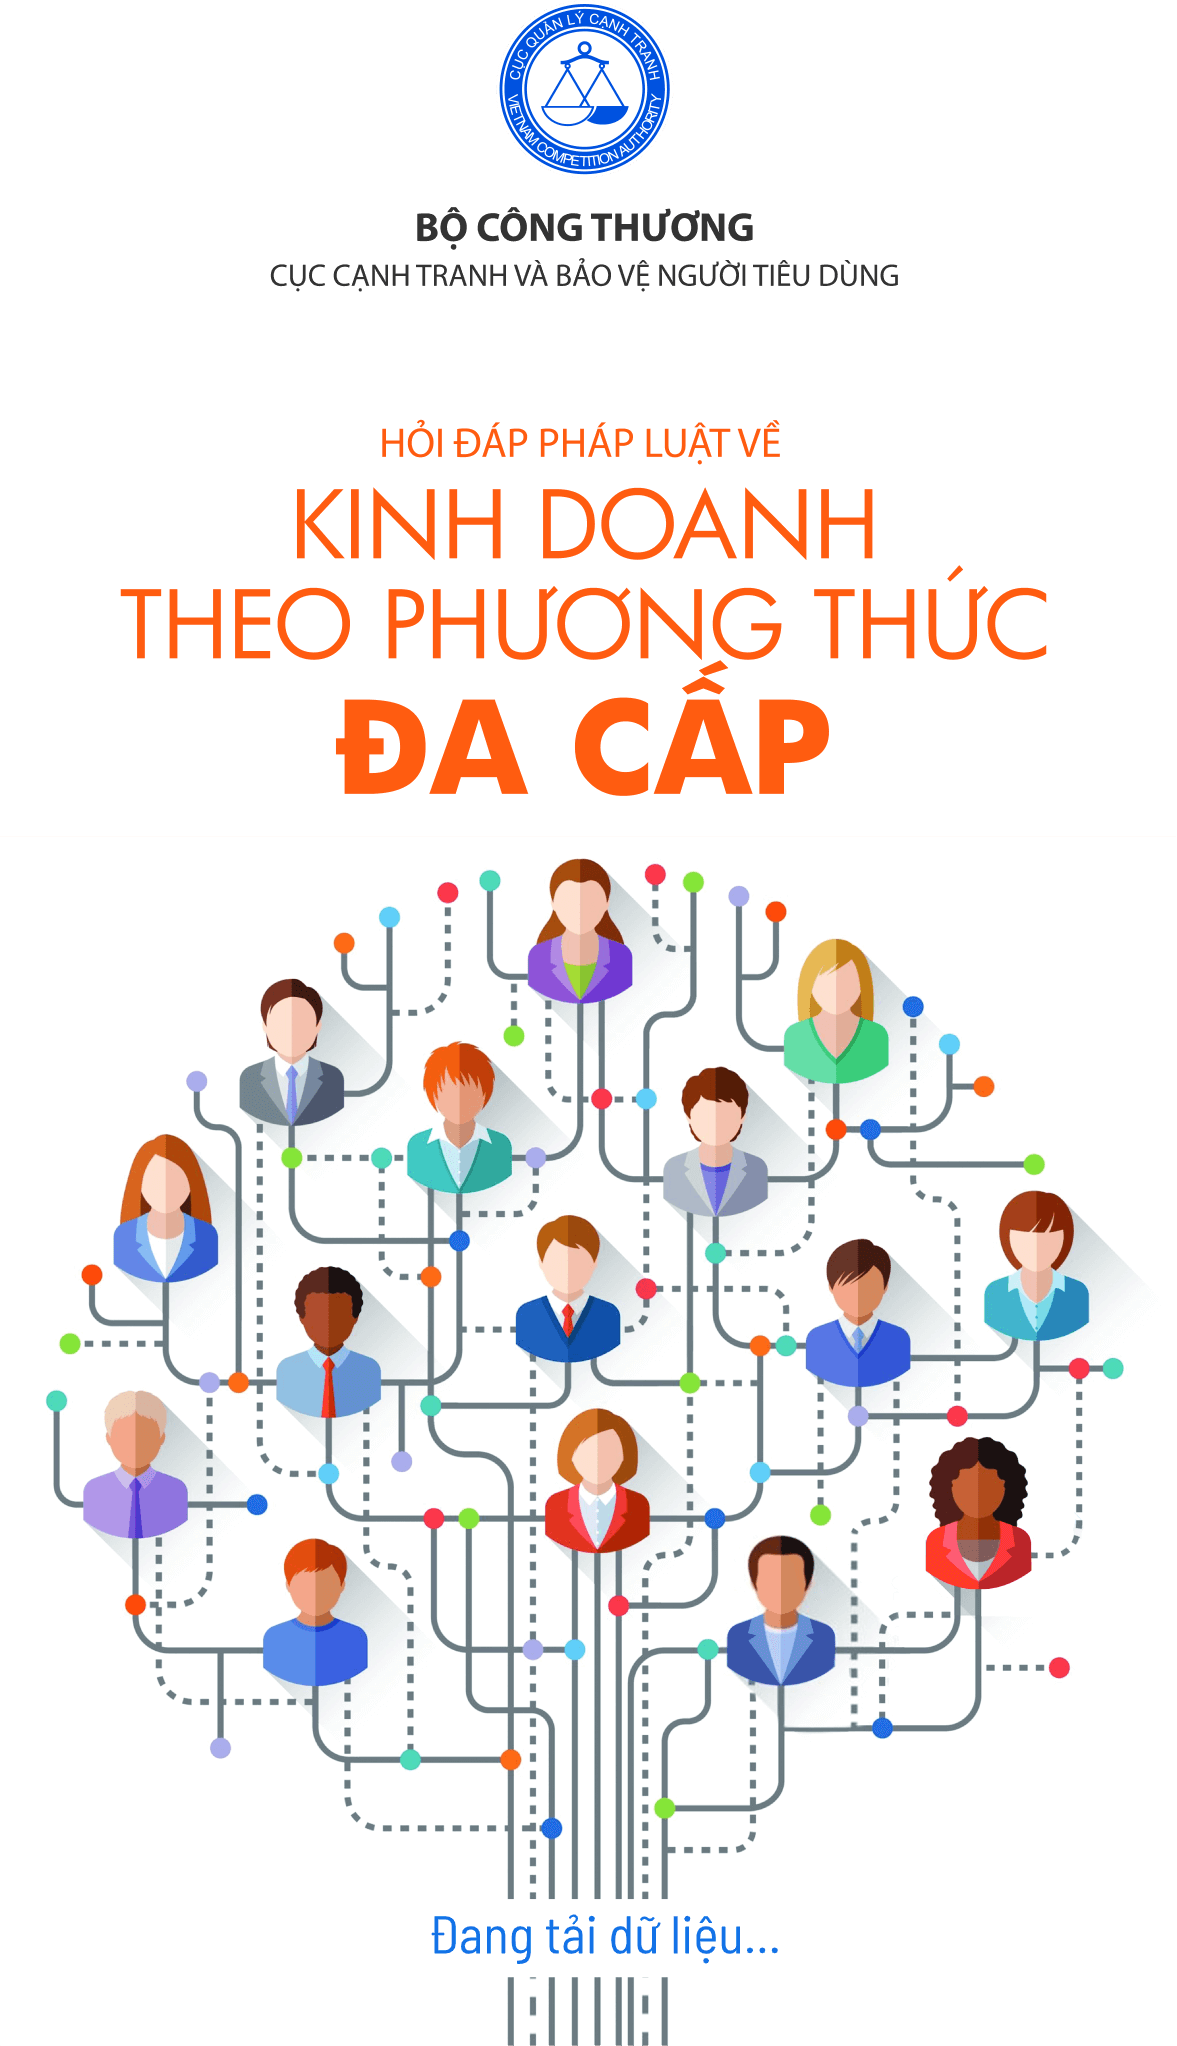 CỤC QUẢN LÝ CẠNH TRANH
VIETNAM COMPETITION AUTHORITY
BỘ CÔNG THƯƠNG
CỤC CẠNH TRANH VÀ BẢO VỆ NGƯỜI TIÊU DÙNG
HỎI ĐÁP PHÁP LUẬT VỀ
KINH DOANH
THEO PHƯƠNG THỨC
ĐA CẤP
Đang tải dữ liệu...